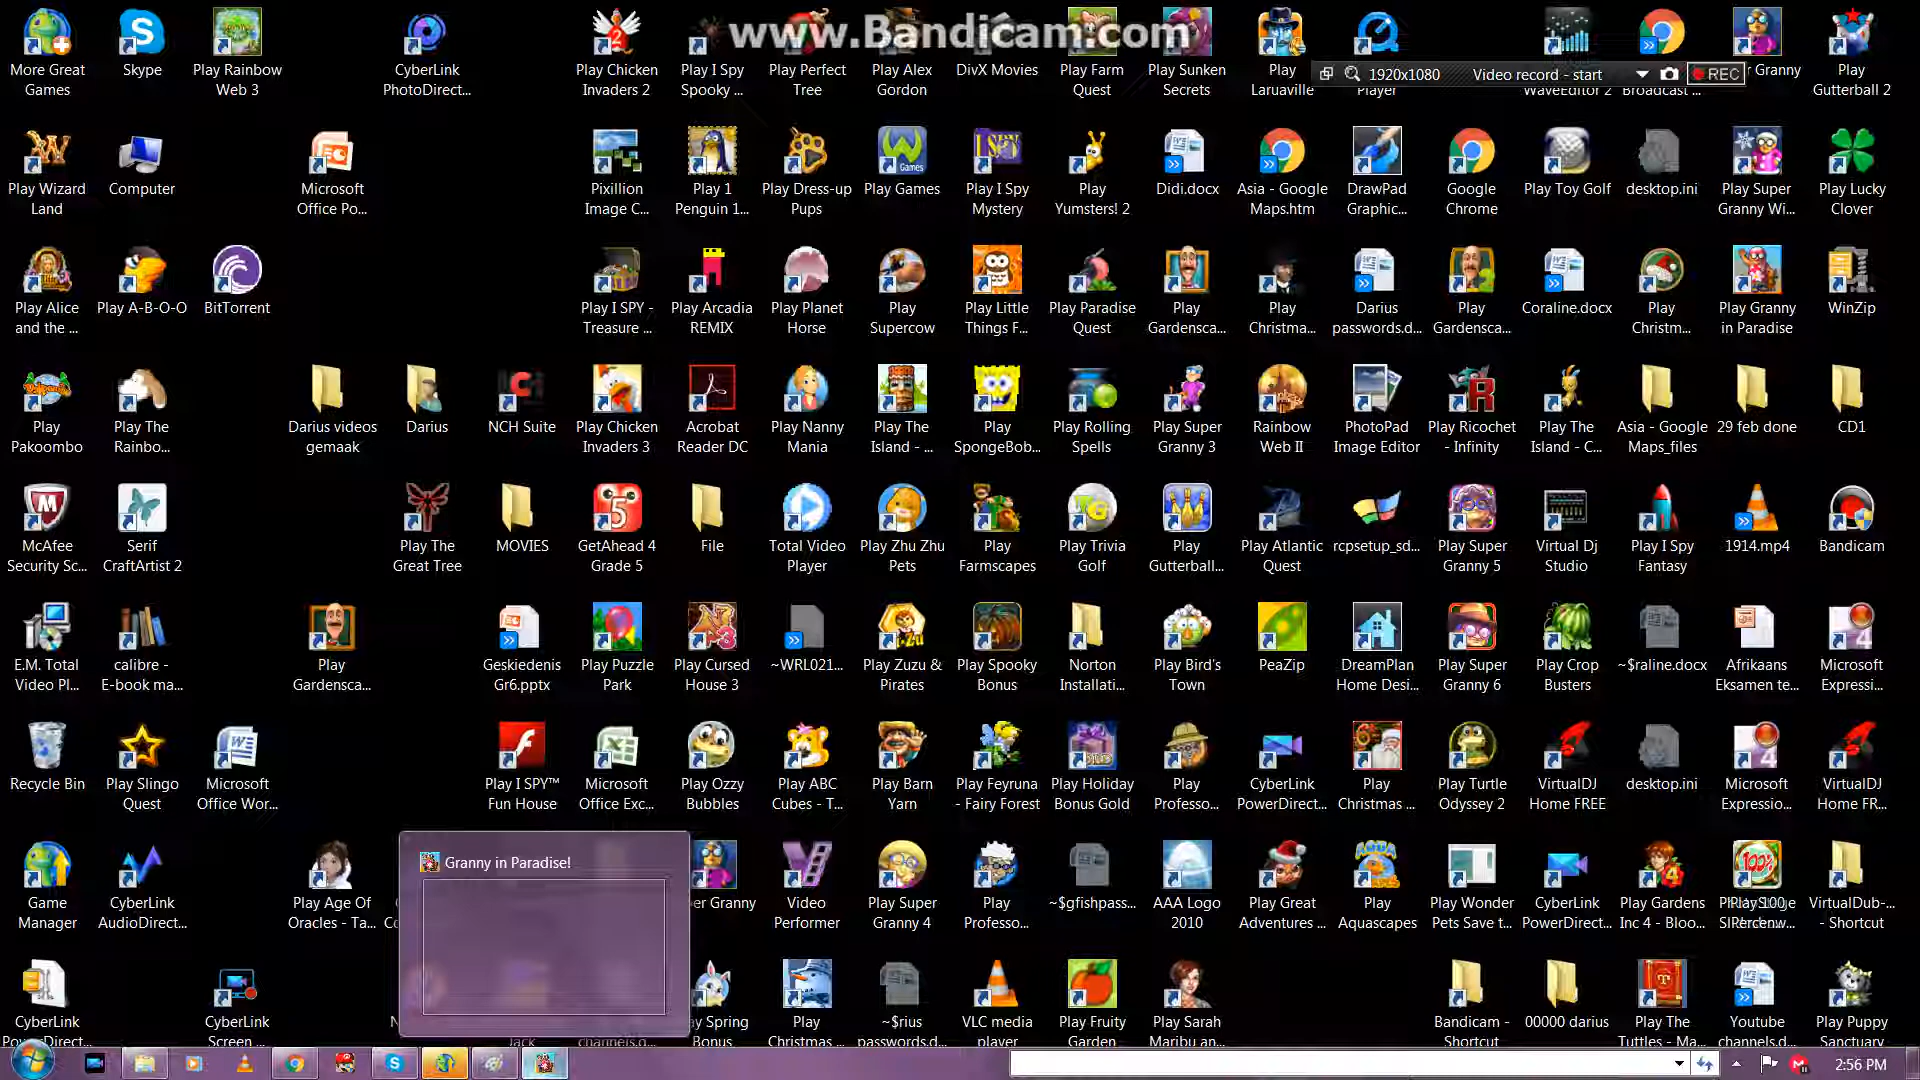 www.Bandicam.com
1920x1080 Video record - start REC
More Great
Games
Skype
Play Rainbow
Web 3
CyberLink
PhotoDirect...
Play Chicken
Invaders 2
Play I Spy
Spooky ...
Play Perfect
Tree
Play Alex
Gordon
DivX Movies
Play Farm
Quest
Play Sunken
Secrets
Play
Laruaville
Player
WaveEditor 2
Broadcast ...
r Granny
Play
Gutterball 2
Play Wizard
Land
Computer
Microsoft
Office Po...
Pixillion
Image C...
Play 1
Penguin 1...
Play Dress-up
Pups
Play Games
Play I Spy
Mystery
Play
Yumsters! 2
Didi.docx
Asia - Google
Maps.htm
DrawPad
Graphic...
Google
Chrome
Play Toy Golf
desktop.ini
Play Super
Granny Wi...
Play Lucky
Clover
Play Alice
and the ...
Play A-B-O-O
BitTorrent
Play I SPY -
Treasure ...
Play Arcadia
REMIX
Play Planet
Horse
Play
Supercow
Play Little
Things F...
Play Paradise
Quest
Play
Gardensca...
Play
Christma...
Darius
passwords.d...
Play
Gardensca...
Coraline.docx
Play
Christm...
Play Granny
in Paradise
WinZip
Play
Pakoombo
Play The
Rainbo...
Darius videos
gemaak
Darius
NCH Suite
Play Chicken
Invaders 3
Acrobat
Reader DC
Play Nanny
Mania
Play The
Island - ...
Play
SpongeBob...
Play Rolling
Spells
Play Super
Granny 3
Rainbow
Web II
PhotoPad
Image Editor
Play Ricochet
- Infinity
Play The
Island - C...
Asia - Google
Maps_files
29 feb done
CD1
McAfee
Security Sc...
Serif
CraftArtist 2
Play The
Great Tree
MOVIES
GetAhead 4
Grade 5
File
Total Video
Player
Play Zhu Zhu
Pets
Play
Farmscapes
Play Trivia
Golf
Play
Gutterball...
Play Atlantic
Quest
rcpsetup_sd...
Play Super
Granny 5
Virtual Dj
Studio
Play I Spy
Fantasy
1914.mp4
Bandicam
E.M. Total
Video Pl...
calibre -
E-book ma...
Play
Gardensca...
Geskiedenis
Gr6.pptx
Play Puzzle
Park
Play Cursed
House 3
~WRL021...
Play Zuzu &
Pirates
Play Spooky
Bonus
Norton
Installati...
Play Bird's
Town
PeaZip
DreamPlan
Home Desi...
Play Super
Granny 6
Play Crop
Busters
~$raline.docx
Afrikaans
Eksamen te...
Microsoft
Expressi...
Recycle Bin
Play Slingo
Quest
Microsoft
Office Wor...
Play I SPY™
Fun House
Microsoft
Office Exc...
Play Ozzy
Bubbles
Play ABC
Cubes - T...
Play Barn
Yarn
Play Feyruna
- Fairy Forest
Play Holiday
Bonus Gold
Play
Professo...
CyberLink
PowerDirect...
Play
Christmas ...
Play Turtle
Odyssey 2
VirtualDJ
Home FREE
desktop.ini
Microsoft
Expressio...
VirtualDJ
Home FR...
Game
Manager
CyberLink
AudioDirect...
Play Age Of
Oracles - Ta...
Granny in Paradise!
er Granny
Video
Performer
Play Super
Granny 4
Play
Professo...
~$gfishpass...
AAA Logo
2010
Play Great
Adventures ...
Play
Aquascapes
Play Wonder
Pets Save t...
CyberLink
PowerDirect...
Play Gardens
Inc 4 - Bloo...
VirtualDub-...
- Shortcut
CyberLink
PowerDirect...
CyberLink
Screen ...
Jack
channels.d...
Play Spring
Bonus
Play
Christmas ...
~$rius
passwords.d...
VLC media
player
Play Fruity
Garden
Play Sarah
Maribu an...
Bandicam -
Shortcut
00000 darius
Play The
Tuttles - Ma...
Youtube
channels.d...
Play Puppy
Sanctuary
2:56 PM